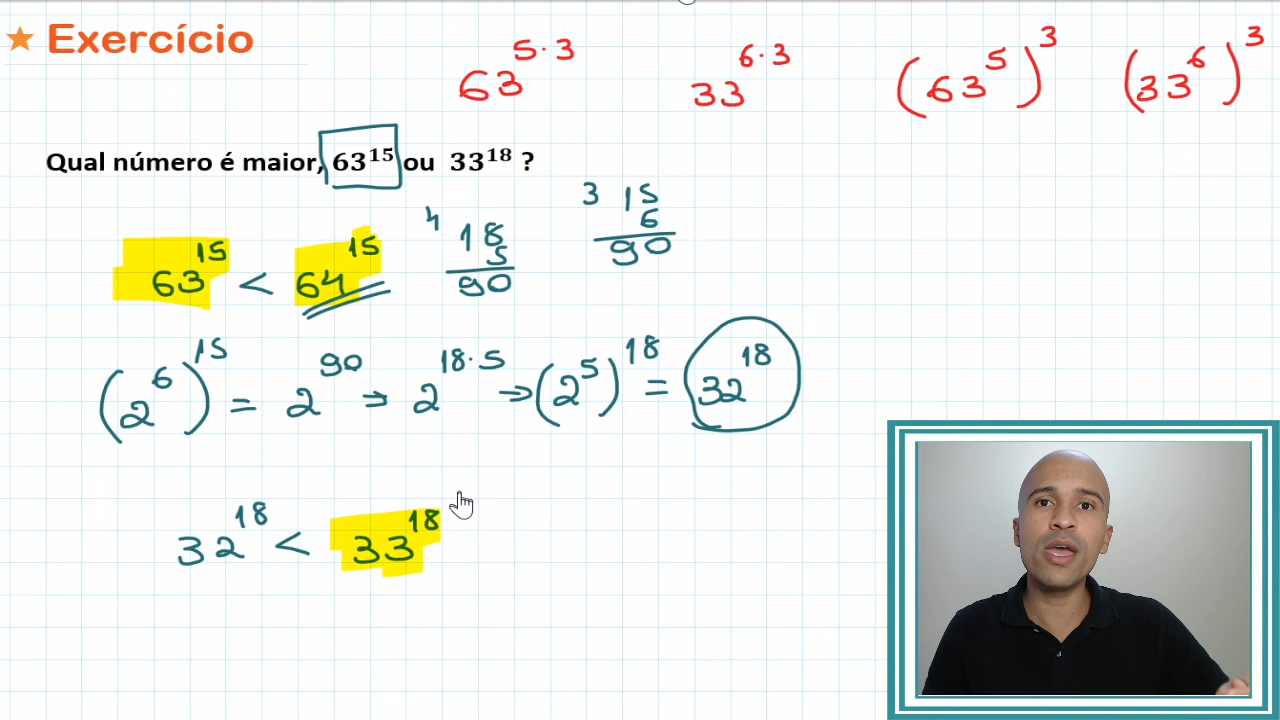 Exercício
63^{5·3} 33^{6·3} (63^5)^3 (33^6)^3
Qual número é maior, 63^{15} ou 33^{18} ?
63^{15} < 64^{15}
4 18
5
90
3 15
6
90
(2^6)^{15} = 2^{90} → 2^{18·5} → (2^5)^{18} = 32^{18}
32^{18} < 33^{18}